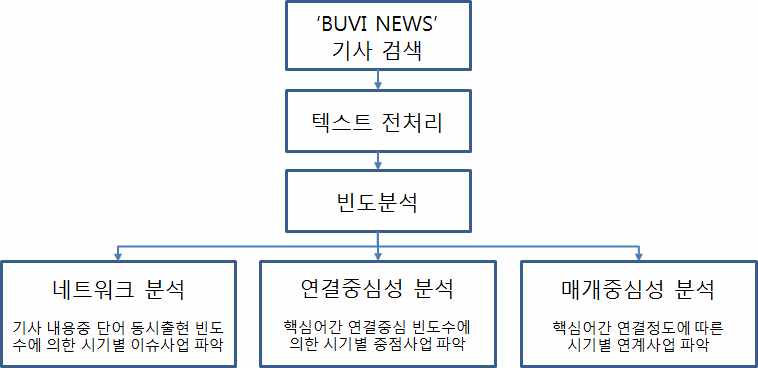 ‘BUVI NEWS’
기사 검색
텍스트 전처리
빈도분석
네트워크 분석
기사 내용중 단어 동시출현 빈도
수에 의한 시기별 이슈사업 파악
연결중심성 분석
핵심어간 연결중심 빈도수에
의한 시기별 중점사업 파악
매개중심성 분석
핵심어간 연결정도에 따른
시기별 연계사업 파악